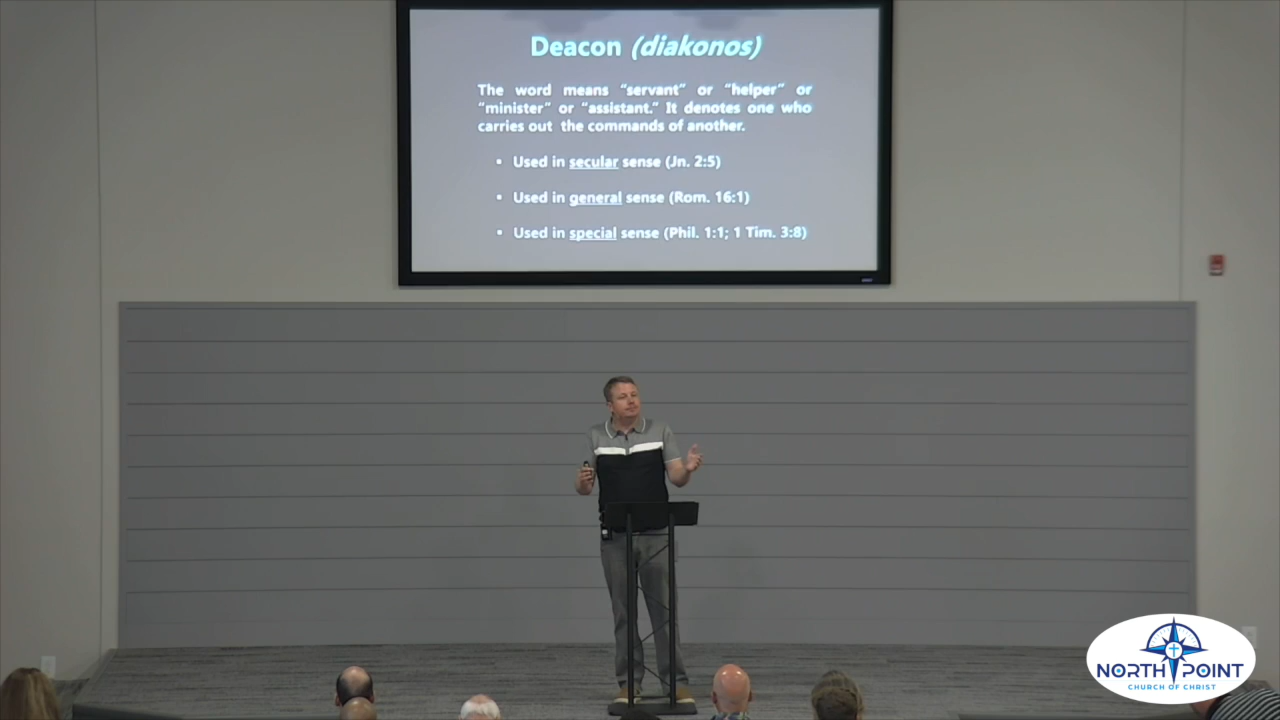 Deacon (diakonos)
The word means “servant” or “helper” or
“minister” or “assistant.” It denotes one who
carries out the commands of another.
• Used in secular sense (Jn. 2:5)
• Used in general sense (Rom. 16:1)
• Used in special sense (Phil. 1:1; 1 Tim. 3:8)
NORTH POINT
CHURCH OF CHRIST